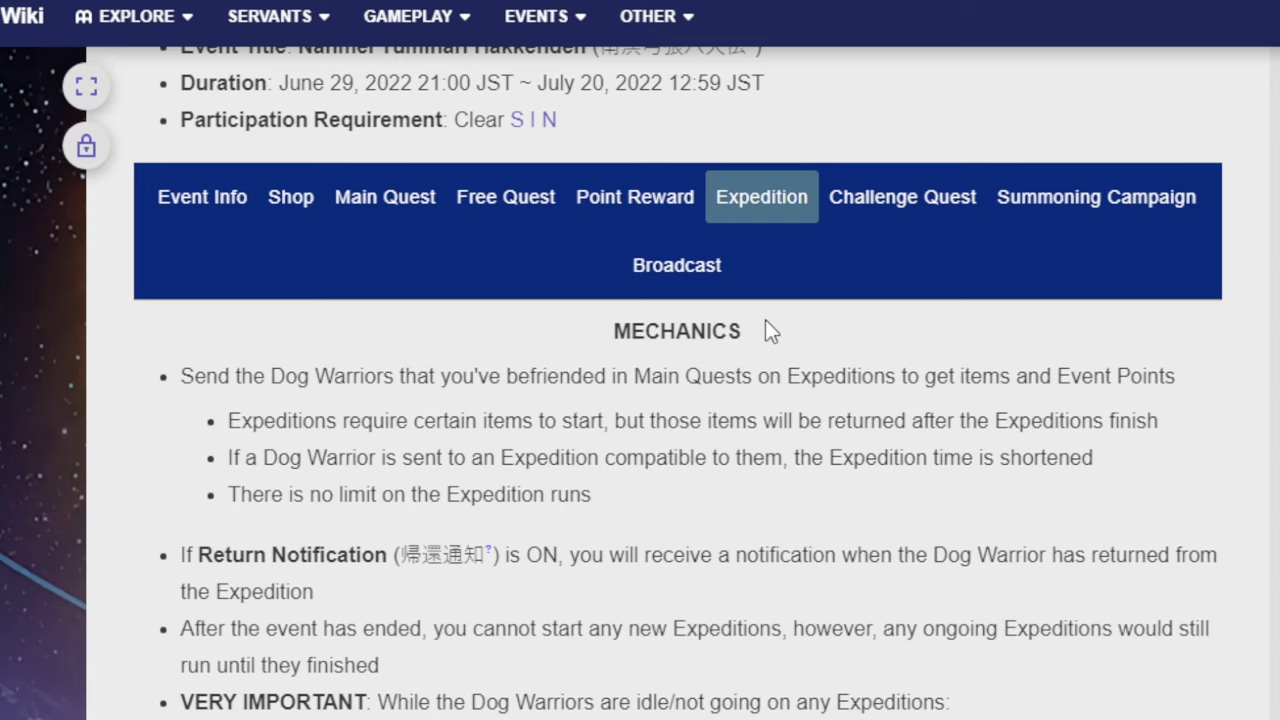 Wiki EXPLORE SERVANTS GAMEPLAY EVENTS OTHER
Event Title: Nanmei Yumihari Hakkenden
Duration: June 29, 2022 21:00 JST ~ July 20, 2022 12:59 JST
Participation Requirement: Clear S I N
Event Info Shop Main Quest Free Quest Point Reward Expedition Challenge Quest Summoning Campaign
Broadcast
MECHANICS
Send the Dog Warriors that you've befriended in Main Quests on Expeditions to get items and Event Points
Expeditions require certain items to start, but those items will be returned after the Expeditions finish
If a Dog Warrior is sent to an Expedition compatible to them, the Expedition time is shortened
There is no limit on the Expedition runs
If Return Notification (帰還通知?) is ON, you will receive a notification when the Dog Warrior has returned from
the Expedition
After the event has ended, you cannot start any new Expeditions, however, any ongoing Expeditions would still
run until they finished
VERY IMPORTANT: While the Dog Warriors are idle/not going on any Expeditions: